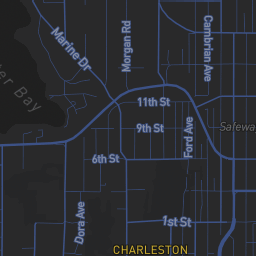 Marine Dr
Morgan Rd
Cambrian Ave
Bay
11th St
9th St
Ford Ave
Safewa
6th St
Dora Ave
1st St
CHARLESTON